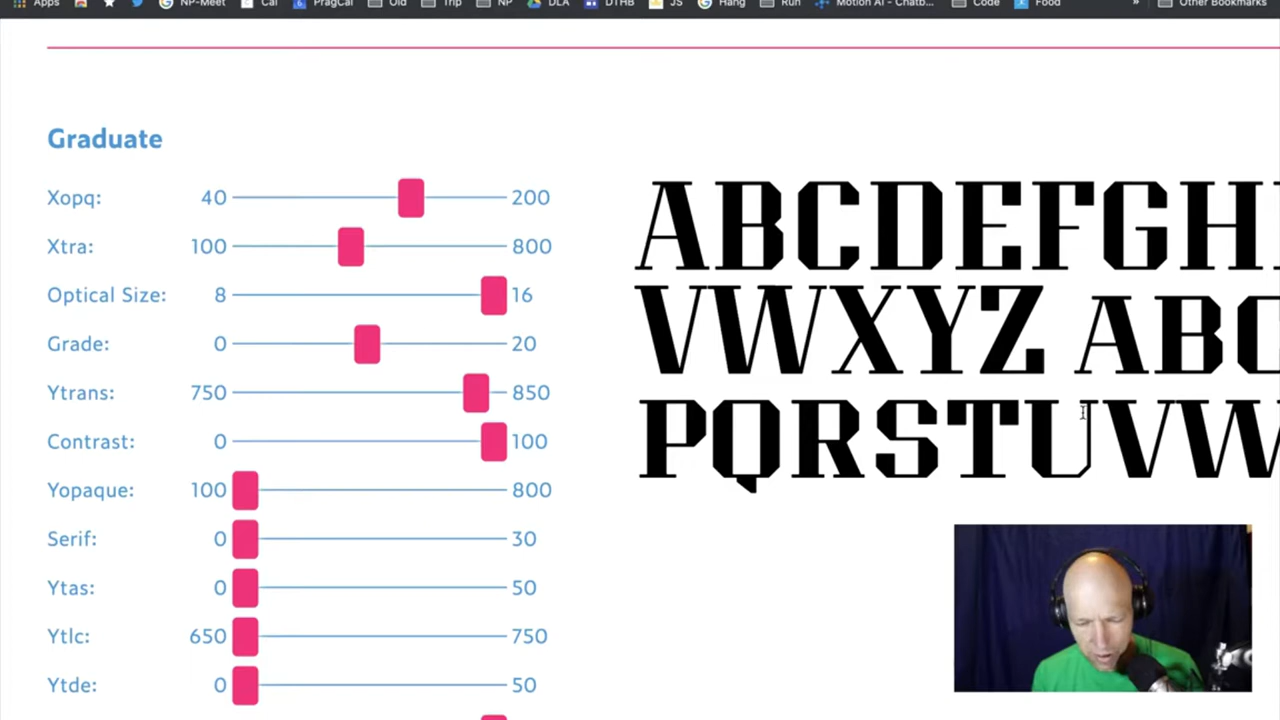 Apps NP-Meet Cal PragCal Old Trip NP DLA DTHB JS Hang Run Motion AI - Chatb... Code Food » Other Bookmarks
Graduate
Xopq: 40 200
Xtra: 100 800
Optical Size: 8 16
Grade: 0 20
Ytrans: 750 850
Contrast: 0 100
Yopaque: 100 800
Serif: 0 30
Ytas: 0 50
Ytlc: 650 750
Ytde: 0 50
ABCDEFGH
VWXYZ ABC
PQRSTUVW